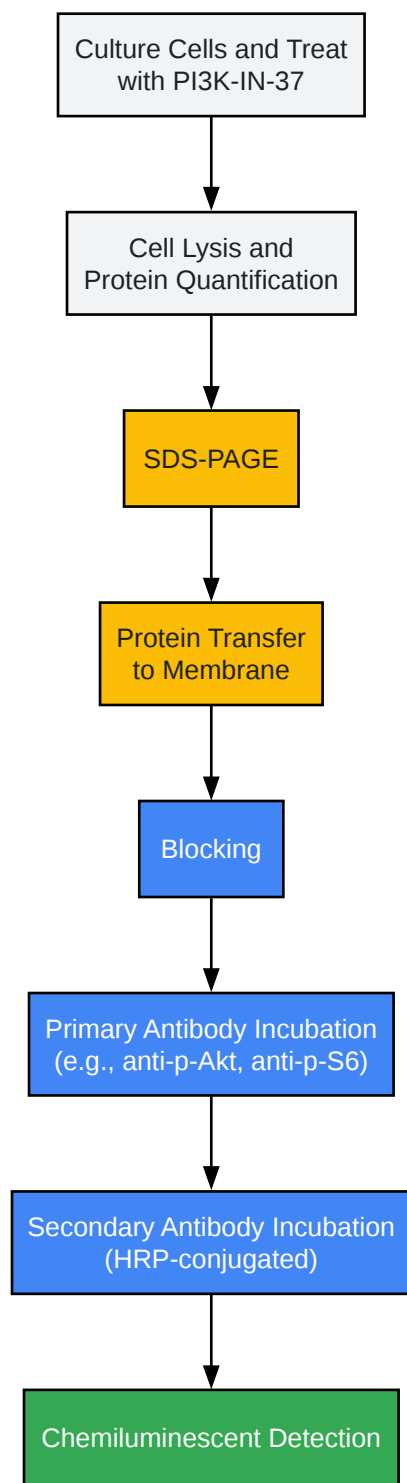 Culture Cells and Treat
with PI3K-IN-37
Cell Lysis and
Protein Quantification
SDS-PAGE
Protein Transfer
to Membrane
Blocking
Primary Antibody Incubation
(e.g., anti-p-Akt, anti-p-S6)
Secondary Antibody Incubation
(HRP-conjugated)
Chemiluminescent Detection